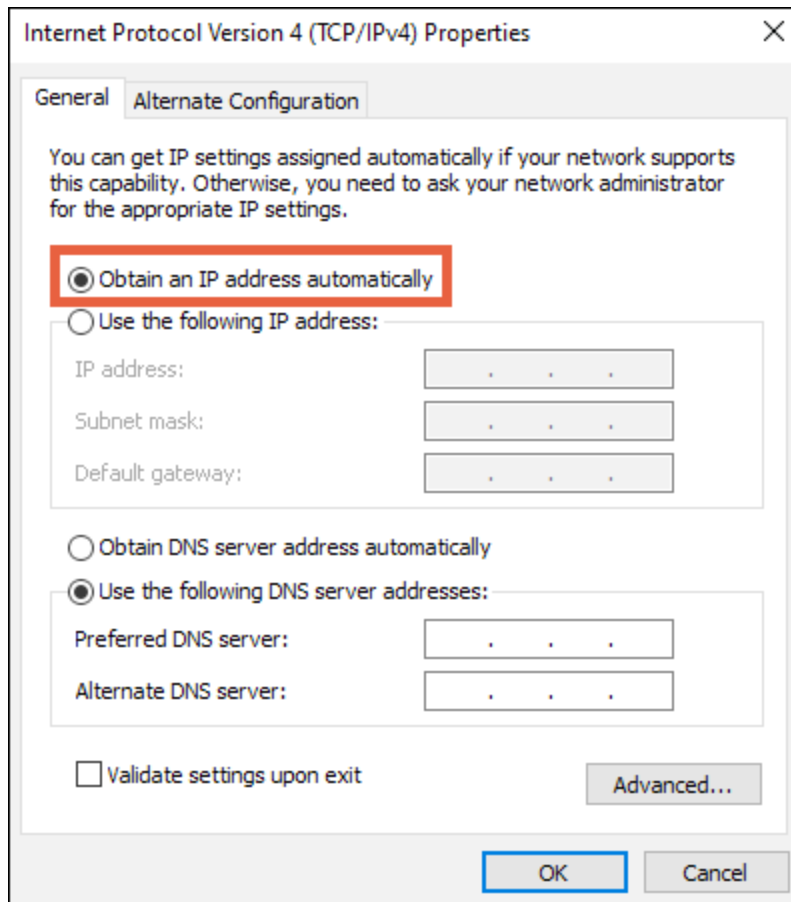 Internet Protocol Version 4 (TCP/IPv4) Properties
General
Alternate Configuration
You can get IP settings assigned automatically if your network supports
this capability. Otherwise, you need to ask your network administrator
for the appropriate IP settings.
Obtain an IP address automatically
Use the following IP address:
IP address:
Subnet mask:
Default gateway:
Obtain DNS server address automatically
Use the following DNS server addresses:
Preferred DNS server:
Alternate DNS server:
Validate settings upon exit
Advanced...
OK
Cancel